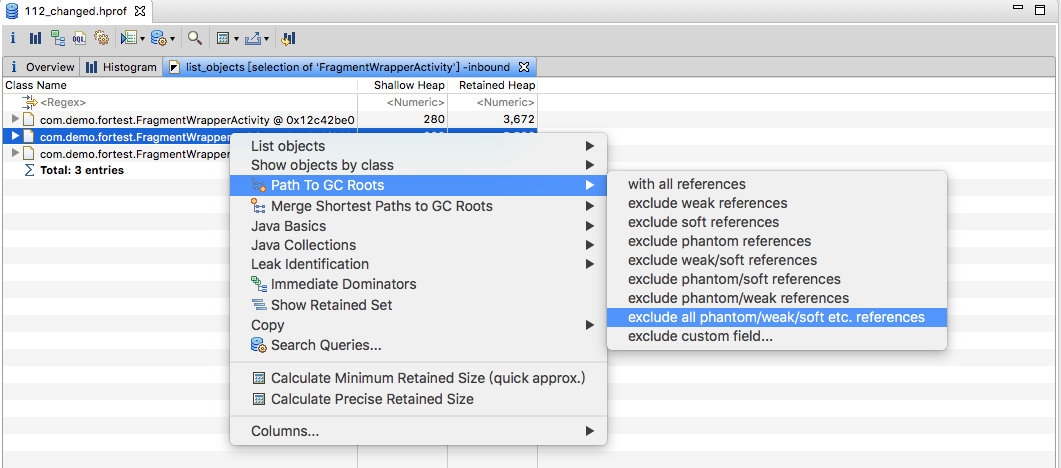 112_changed.hprof
i OQL
i Overview Histogram list_objects [selection of 'FragmentWrapperActivity'] -inbound
Class Name Shallow Heap Retained Heap
<Regex> <Numeric> <Numeric>
com.demo.fortest.FragmentWrapperActivity @ 0x12c42be0 280 3,672
com.demo.fortest.FragmentWrapper
com.demo.fortest.FragmentWrapper
Σ Total: 3 entries
List objects
Show objects by class
Path To GC Roots
Merge Shortest Paths to GC Roots
Java Basics
Java Collections
Leak Identification
Immediate Dominators
Show Retained Set
Copy
Search Queries...
Calculate Minimum Retained Size (quick approx.)
Calculate Precise Retained Size
Columns...
with all references
exclude weak references
exclude soft references
exclude phantom references
exclude weak/soft references
exclude phantom/soft references
exclude phantom/weak references
exclude all phantom/weak/soft etc. references
exclude custom field...